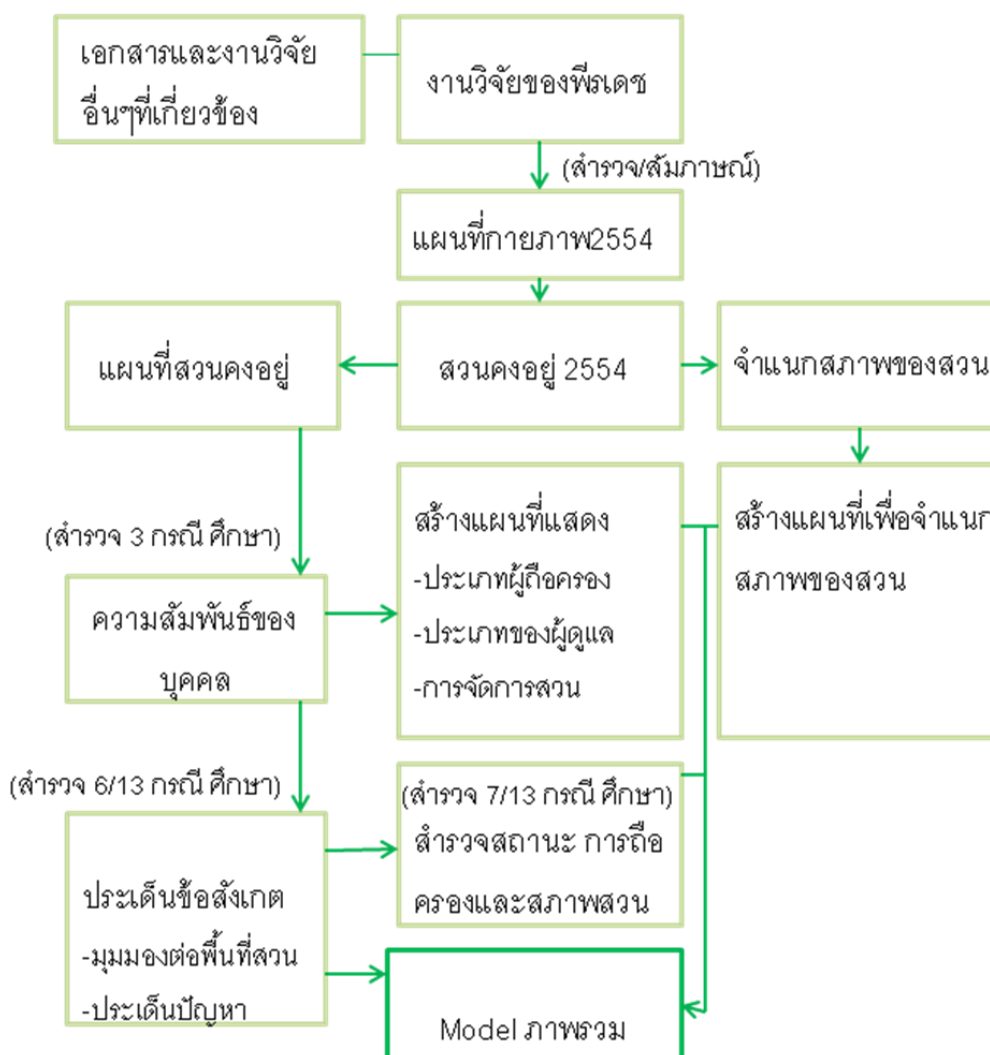 เอกสารและงานวิจัย
อื่นๆที่เกี่ยวข้อง
งานวิจัยของพีรเดช
(สำรวจ/สัมภาษณ์)
แผนที่กายภาพ2554
แผนที่สวนคงอยู่
สวนคงอยู่ 2554
จำแนกสภาพของสวน
(สำรวจ 3 กรณี ศึกษา)
ความสัมพันธ์ของ
บุคคล
สร้างแผนที่แสดง
-ประเภทผู้ถือครอง
-ประเภทของผู้ดูแล
-การจัดการสวน
สร้างแผนที่เพื่อจำแนก
สภาพของสวน
(สำรวจ 6/13 กรณี ศึกษา)
(สำรวจ 7/13 กรณี ศึกษา)
สำรวจสถานะ การถือ
ครองและสภาพสวน
ประเด็นข้อสังเกต
-มุมมองต่อพื้นที่สวน
-ประเด็นปัญหา
Model ภาพรวม